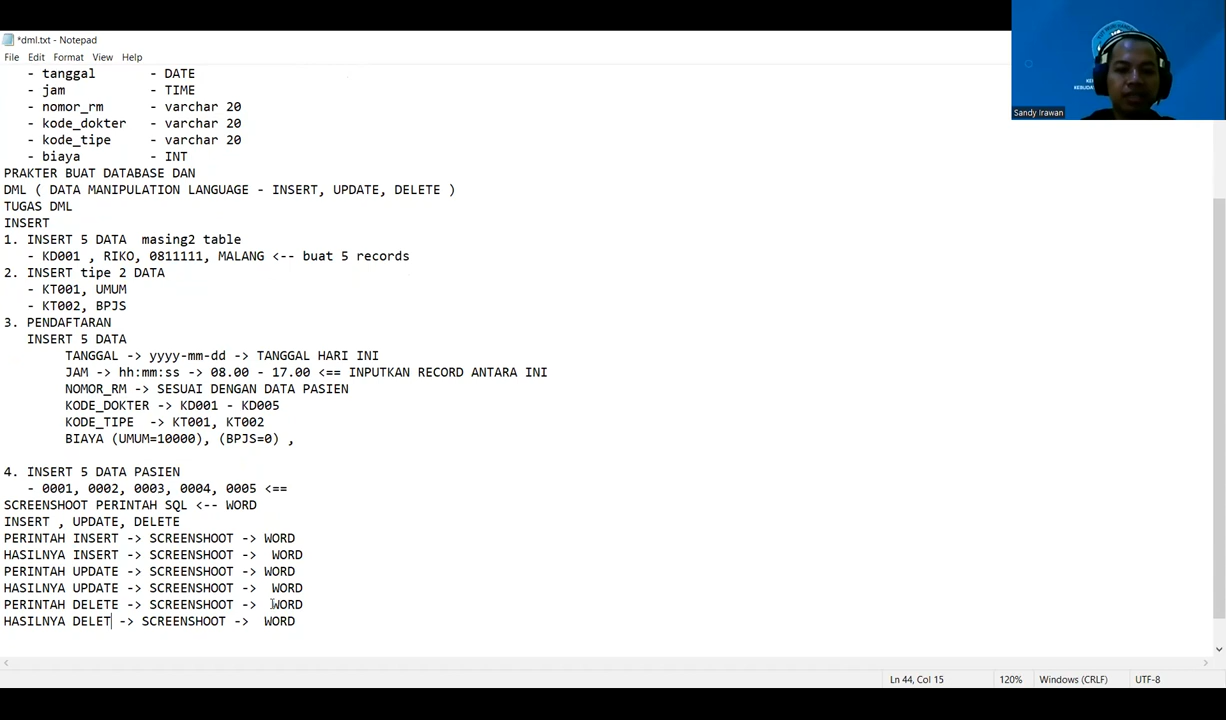 *dml.txt - Notepad
File Edit Format View Help
- tanggal - DATE
- jam - TIME
- nomor_rm - varchar 20
- kode_dokter - varchar 20
- kode_tipe - varchar 20
- biaya - INT
PRAKTER BUAT DATABASE DAN
DML ( DATA MANIPULATION LANGUAGE - INSERT, UPDATE, DELETE )
TUGAS DML
INSERT
1. INSERT 5 DATA  masing2 table
- KD001 , RIKO, 0811111, MALANG <-- buat 5 records
2. INSERT tipe 2 DATA
- KT001, UMUM
- KT002, BPJS
3. PENDAFTARAN
INSERT 5 DATA
TANGGAL -> yyyy-mm-dd -> TANGGAL HARI INI
JAM -> hh:mm:ss -> 08.00 - 17.00 <== INPUTKAN RECORD ANTARA INI
NOMOR_RM -> SESUAI DENGAN DATA PASIEN
KODE_DOKTER -> KD001 - KD005
KODE_TIPE  -> KT001, KT002
BIAYA (UMUM=10000), (BPJS=0) ,
4. INSERT 5 DATA PASIEN
- 0001, 0002, 0003, 0004, 0005 <==
SCREENSHOOT PERINTAH SQL <-- WORD
INSERT , UPDATE, DELETE
PERINTAH INSERT -> SCREENSHOOT -> WORD
HASILNYA INSERT -> SCREENSHOOT ->  WORD
PERINTAH UPDATE -> SCREENSHOOT -> WORD
HASILNYA UPDATE -> SCREENSHOOT ->  WORD
PERINTAH DELETE -> SCREENSHOOT ->  WORD
HASILNYA DELET -> SCREENSHOOT ->  WORD
Ln 44, Col 15 120% Windows (CRLF) UTF-8
Sandy Irawan